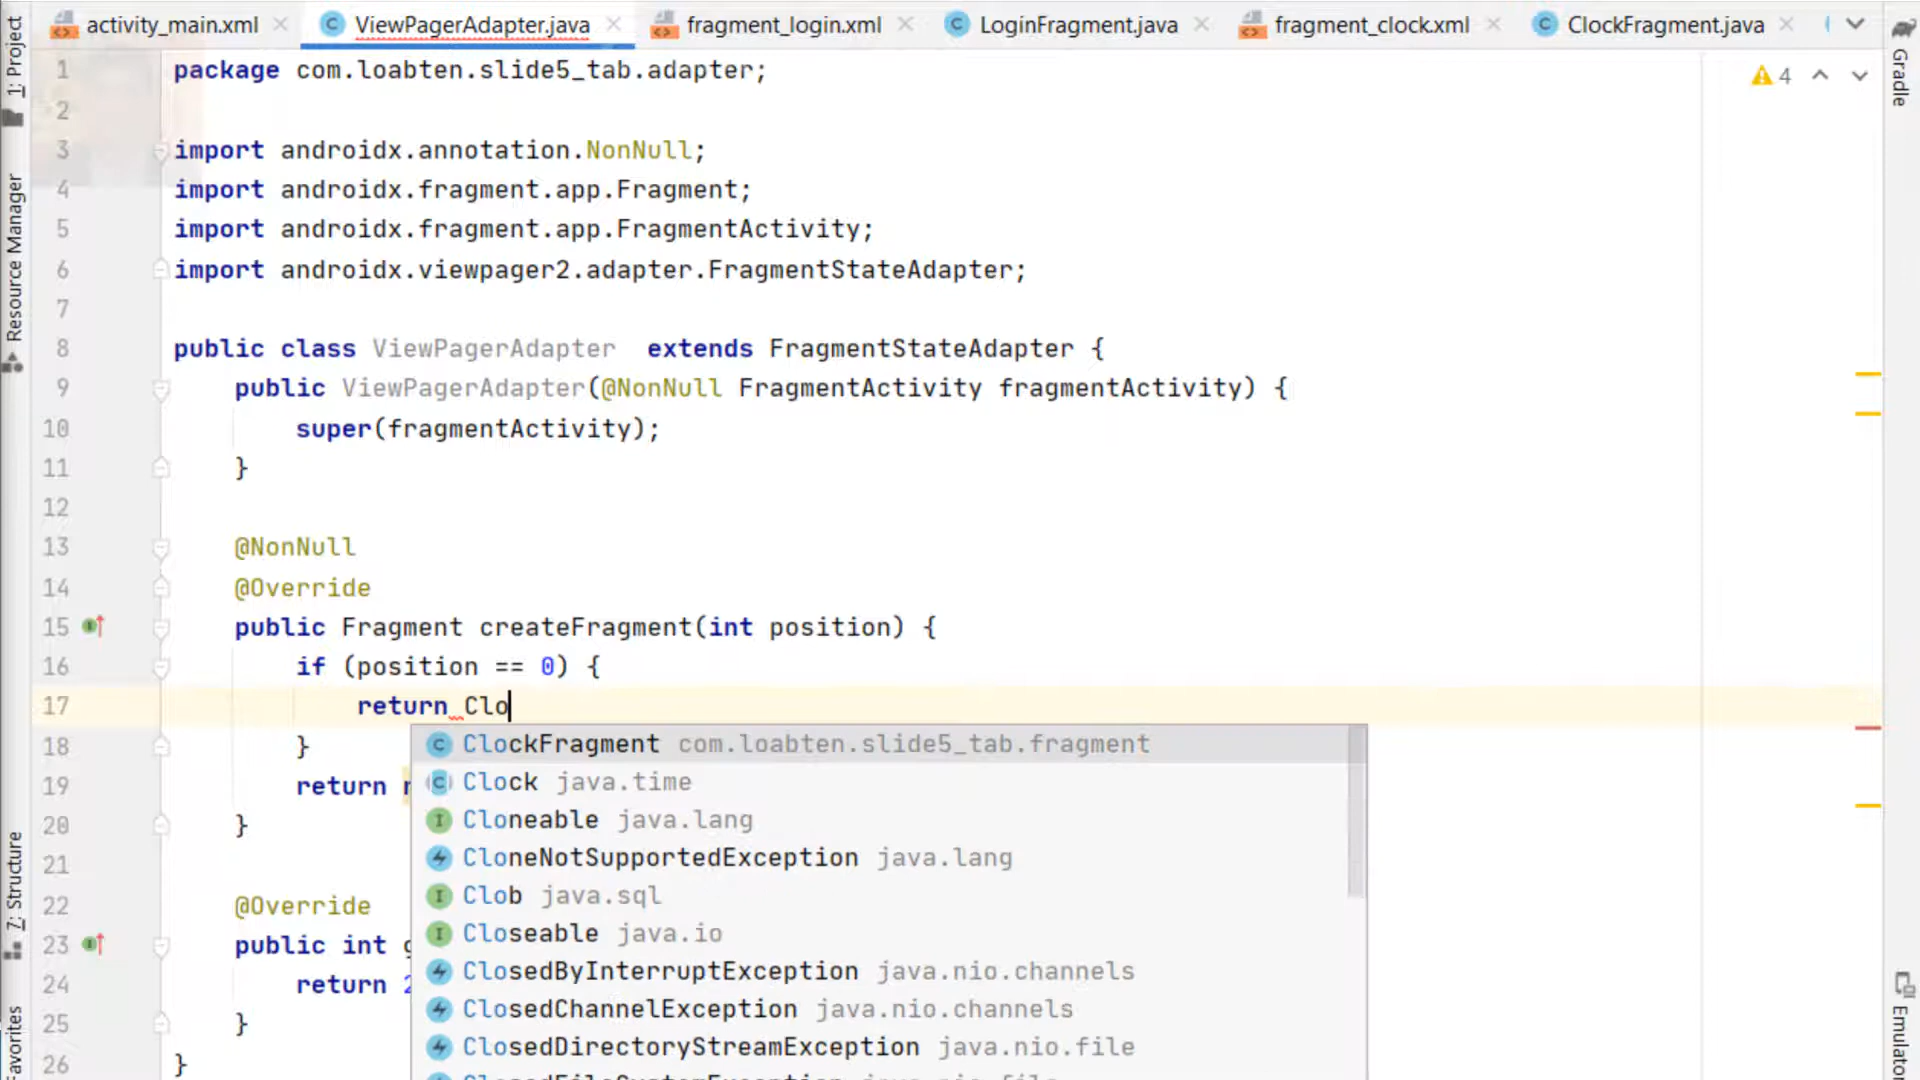 activity_main.xml ViewPagerAdapter.java fragment_login.xml LoginFragment.java fragment_clock.xml ClockFragment.java
1: Project
Resource Manager
7: Structure
Favorites
1 package com.loabten.slide5_tab.adapter;
2
3 import androidx.annotation.NonNull;
4 import androidx.fragment.app.Fragment;
5 import androidx.fragment.app.FragmentActivity;
6 import androidx.viewpager2.adapter.FragmentStateAdapter;
7
8 public class ViewPagerAdapter extends FragmentStateAdapter {
9 public ViewPagerAdapter(@NonNull FragmentActivity fragmentActivity) {
10 super(fragmentActivity);
11 }
12
13 @NonNull
14 @Override
15 public Fragment createFragment(int position) {
16 if (position == 0) {
17 return Clo
18 }
19 return
20 }
21
22 @Override
23 public int g
24 return 2
25 }
26 }
ClockFragment com.loabten.slide5_tab.fragment
Clock java.time
Cloneable java.lang
CloneNotSupportedException java.lang
Clob java.sql
Closeable java.io
ClosedByInterruptException java.nio.channels
ClosedChannelException java.nio.channels
ClosedDirectoryStreamException java.nio.file
4
Gradle
Emulator